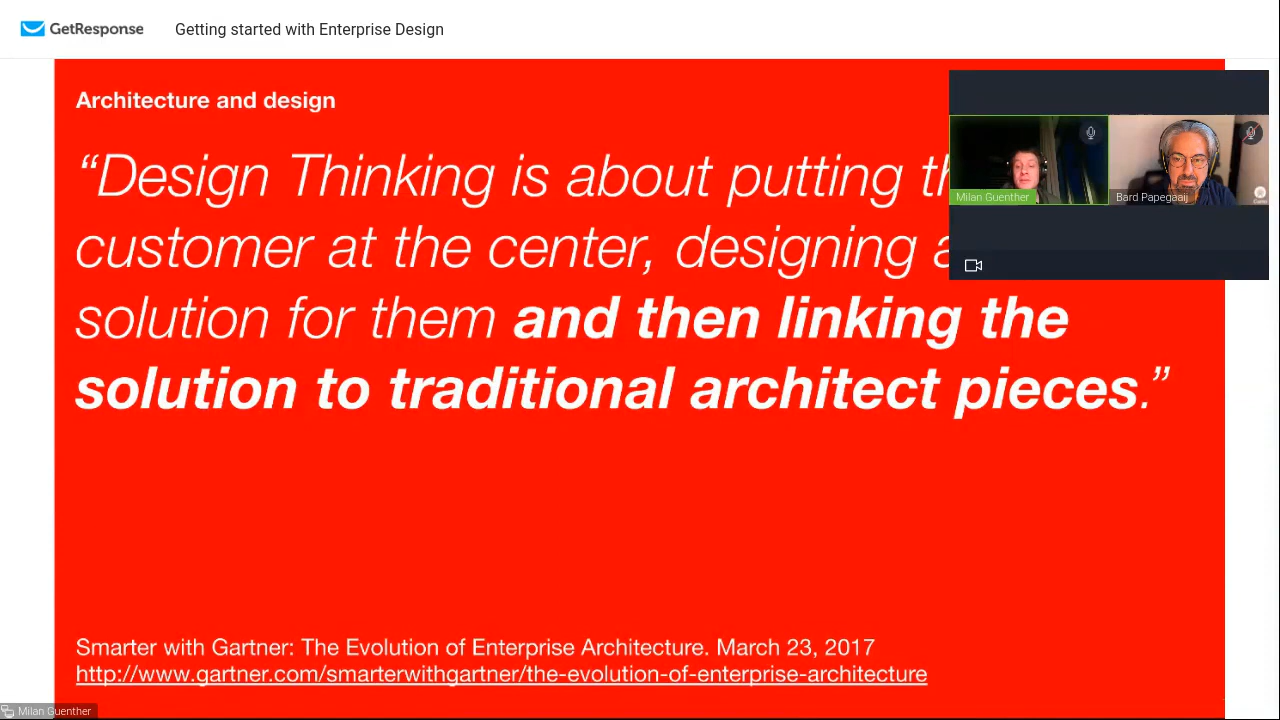 GetResponse
Getting started with Enterprise Design
Architecture and design
“Design Thinking is about putting
customer at the center, designing
solution for them and then linking the
solution to traditional architect pieces.”
Milan Guenther
Bard Papegaaij
Smarter with Gartner: The Evolution of Enterprise Architecture. March 23, 2017
http://www.gartner.com/smarterwithgartner/the-evolution-of-enterprise-architecture
Milan Guenther